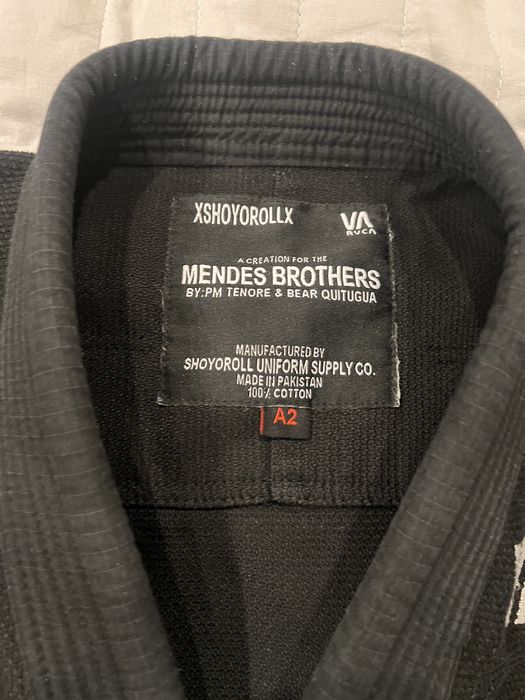 XSHOYOROLLX
VA
RVCA
A CREATION FOR THE
MENDES BROTHERS
BY:PM TENORE & BEAR QUITUGUA
MANUFACTURED BY
SHOYOROLL UNIFORM SUPPLY CO.
MADE IN PAKISTAN
100% COTTON
A2